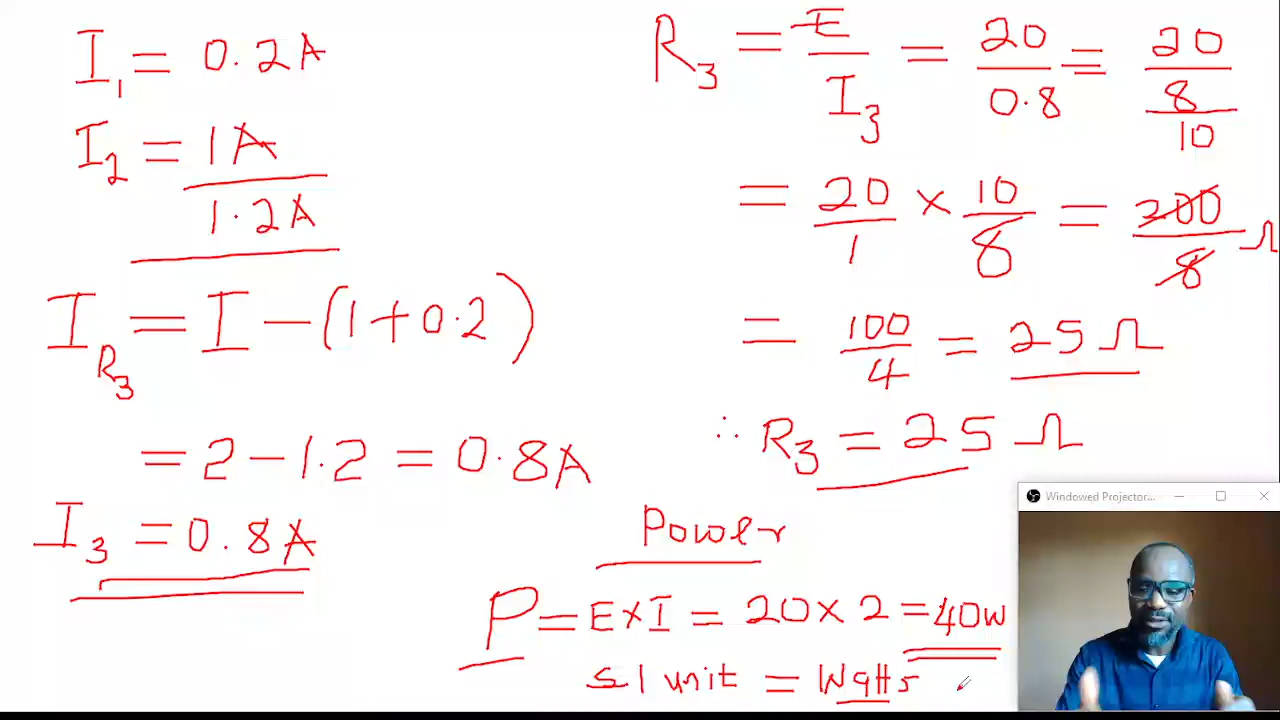 I₁ = 0.2A
I₂ = 1A
1.2A
I_R₃ = I - (1+0.2)
= 2 - 1.2 = 0.8A
I₃ = 0.8A
R₃ = E/I₃ = 20/0.8 = 20/(8/10)
= 20/1 × 10/8 = 200/8 Ω
= 100/4 = 25 Ω
∴ R₃ = 25 Ω
Power
P = E×I = 20×2 = 40W
S I unit = Watts
Windowed Projector...